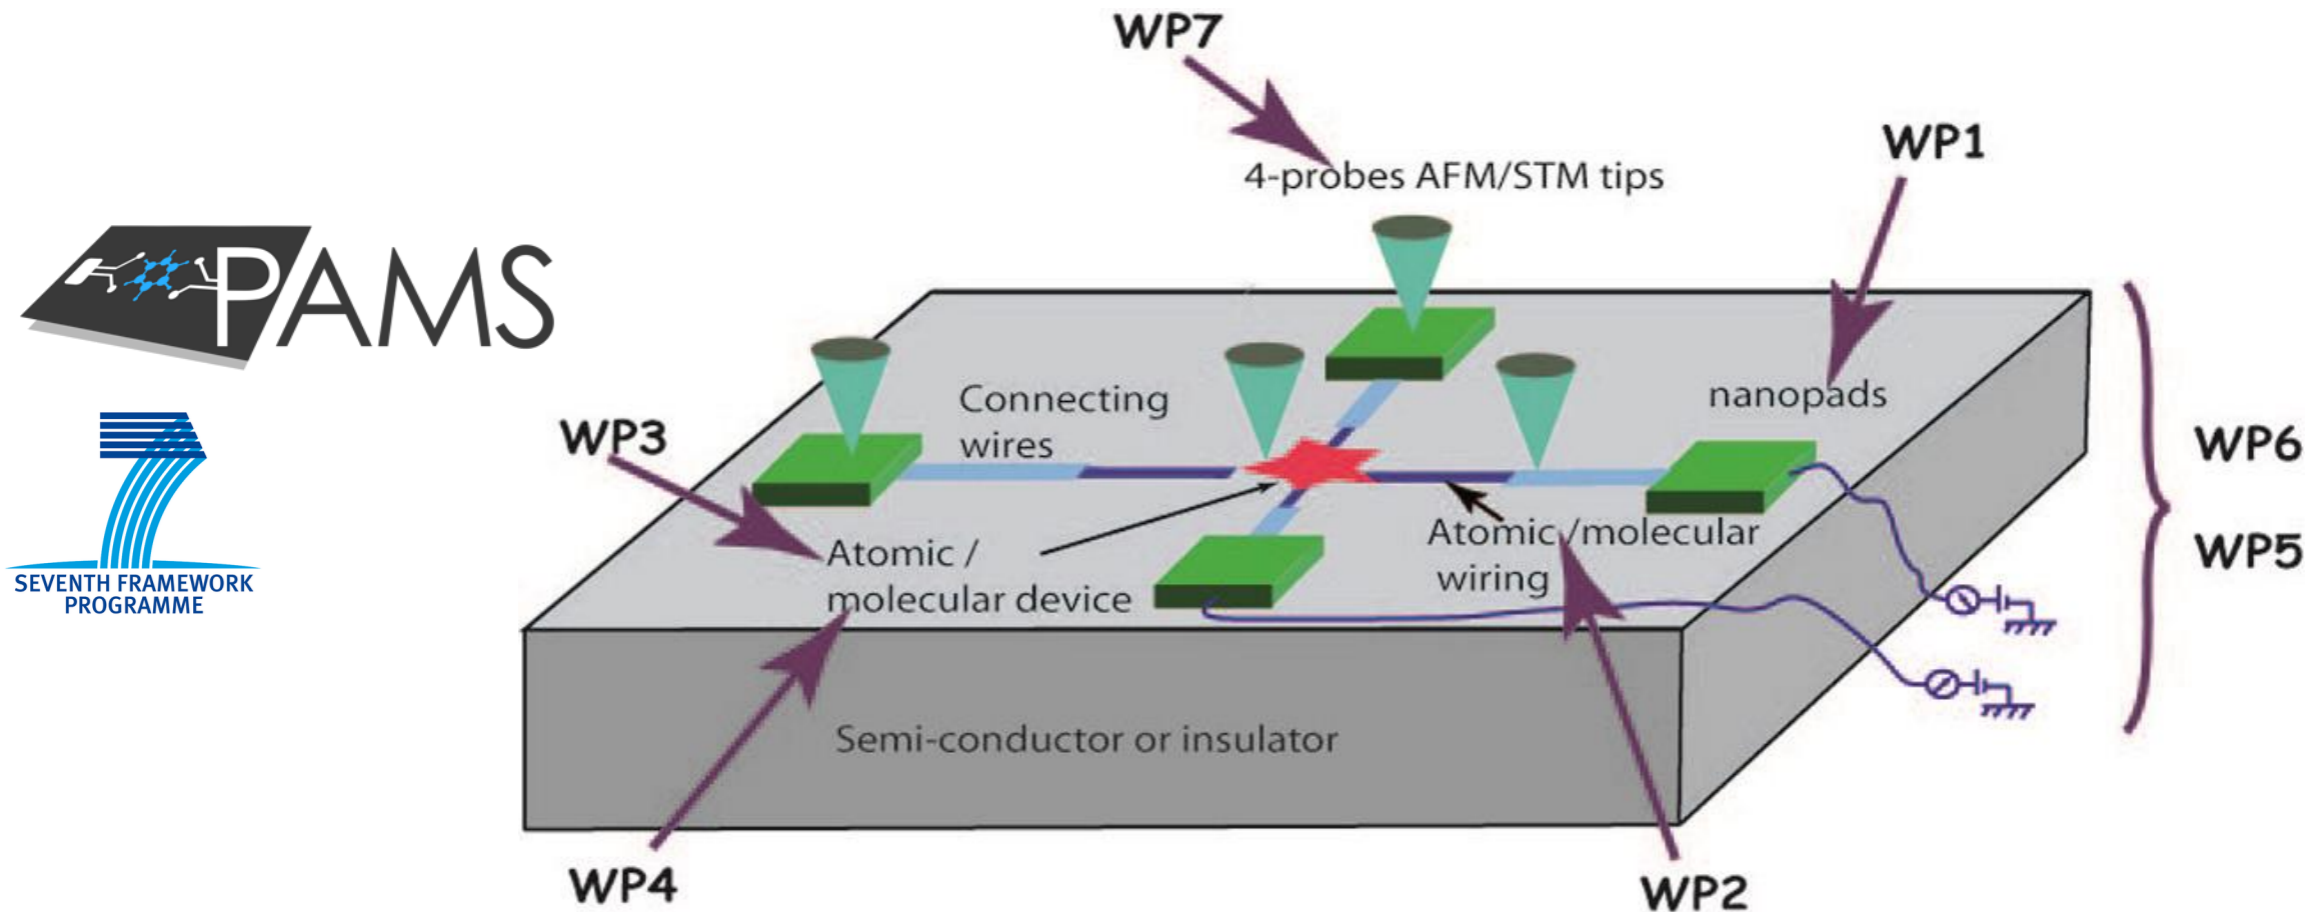 WP7
WP1
4-probes AFM/STM tips
PAMS
Connecting
wires
nanopads
WP3
WP6
Atomic /molecular
wiring
WP5
Atomic /
molecular device
SEVENTH FRAMEWORK
PROGRAMME
Semi-conductor or insulator
WP4
WP2